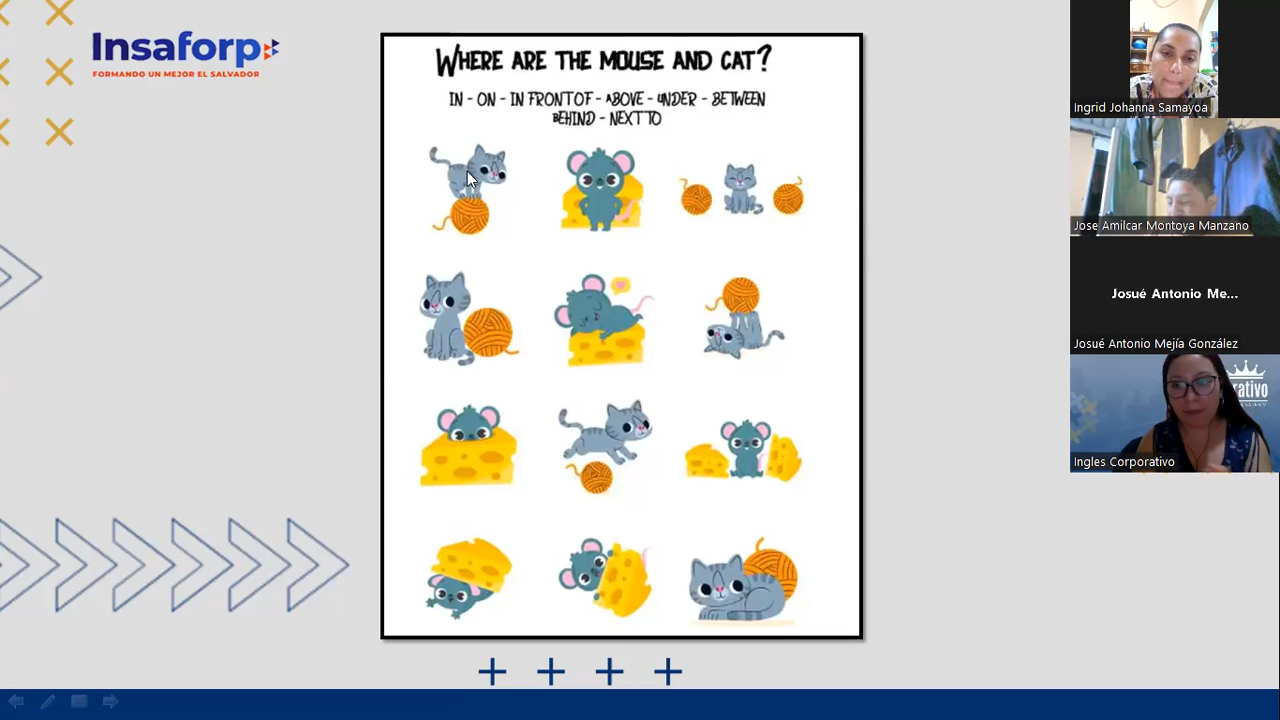 Insaforp
FORMANDO UN MEJOR EL SALVADOR
WHERE ARE THE MOUSE AND CAT?
IN - ON - IN FRONT OF - ABOVE - UNDER - BETWEEN
BEHIND - NEXT TO
Ingrid Johanna Samayoa
Jose Amílcar Montoya Manzano
Josué Antonio Me...
Josué Antonio Mejía González
rativo
Ingles Corporativo